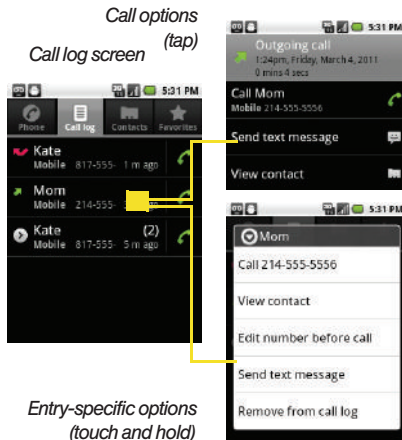 Call options
(tap)
Call log screen
5:31 PM
Phone Call log Contacts Favorites
Kate
Mobile 817-555- 1 m ago
Mom
Mobile 214-555-
Kate (2)
Mobile 817-555- 5 m ago
5:31 PM
Outgoing call
1:24pm, Friday, March 4, 2011
0 mins 4 secs
Call Mom
Mobile 214-555-5556
Send text message
View contact
5:31 PM
Mom
Call 214-555-5556
View contact
Edit number before call
Send text message
Remove from call log
Entry-specific options
(touch and hold)